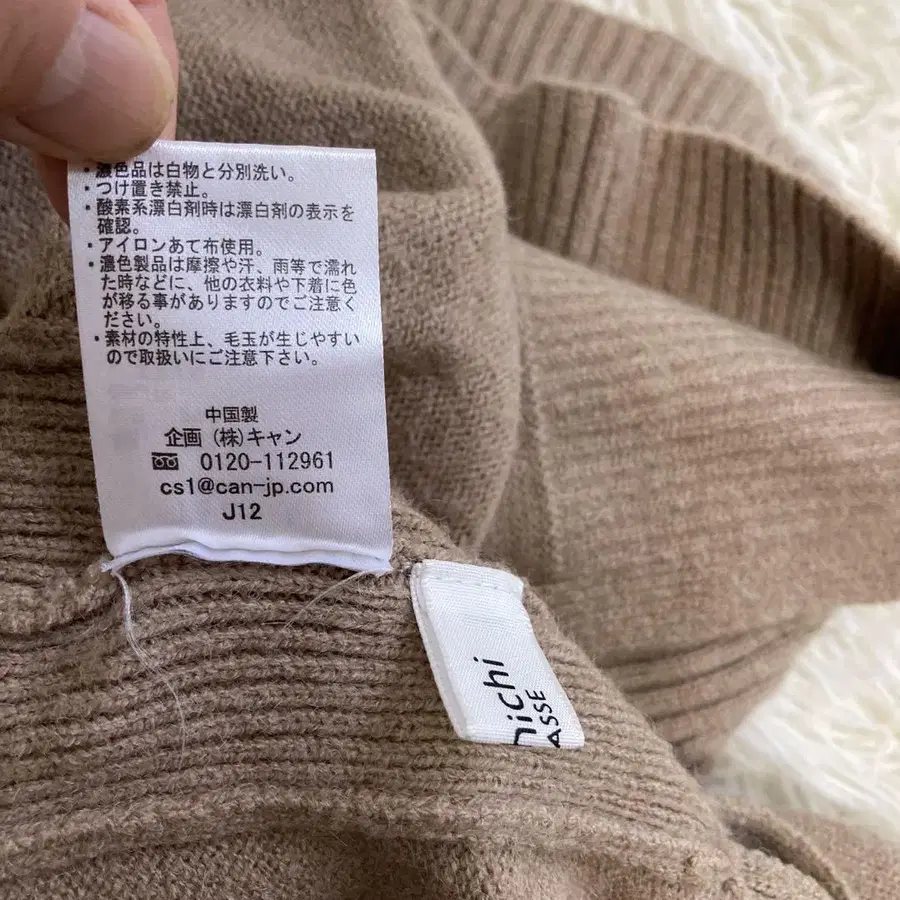 ・濃色品は白物と分別洗い。
・つけ置き禁止。
・酸素系漂白剤時は漂白剤の表示を
確認。
・アイロンあて布使用。
・濃色製品は摩擦や汗、雨等で濡れ
た時などに、他の衣料や下着に色
が移る事がありますのでご注意く
ださい。
・素材の特性上、毛玉が生じやすい
ので取扱いにご注意下さい。
中国製
企画 (株)キャン
0120-112961
cs1@can-jp.com
J12
nichi
ASSE